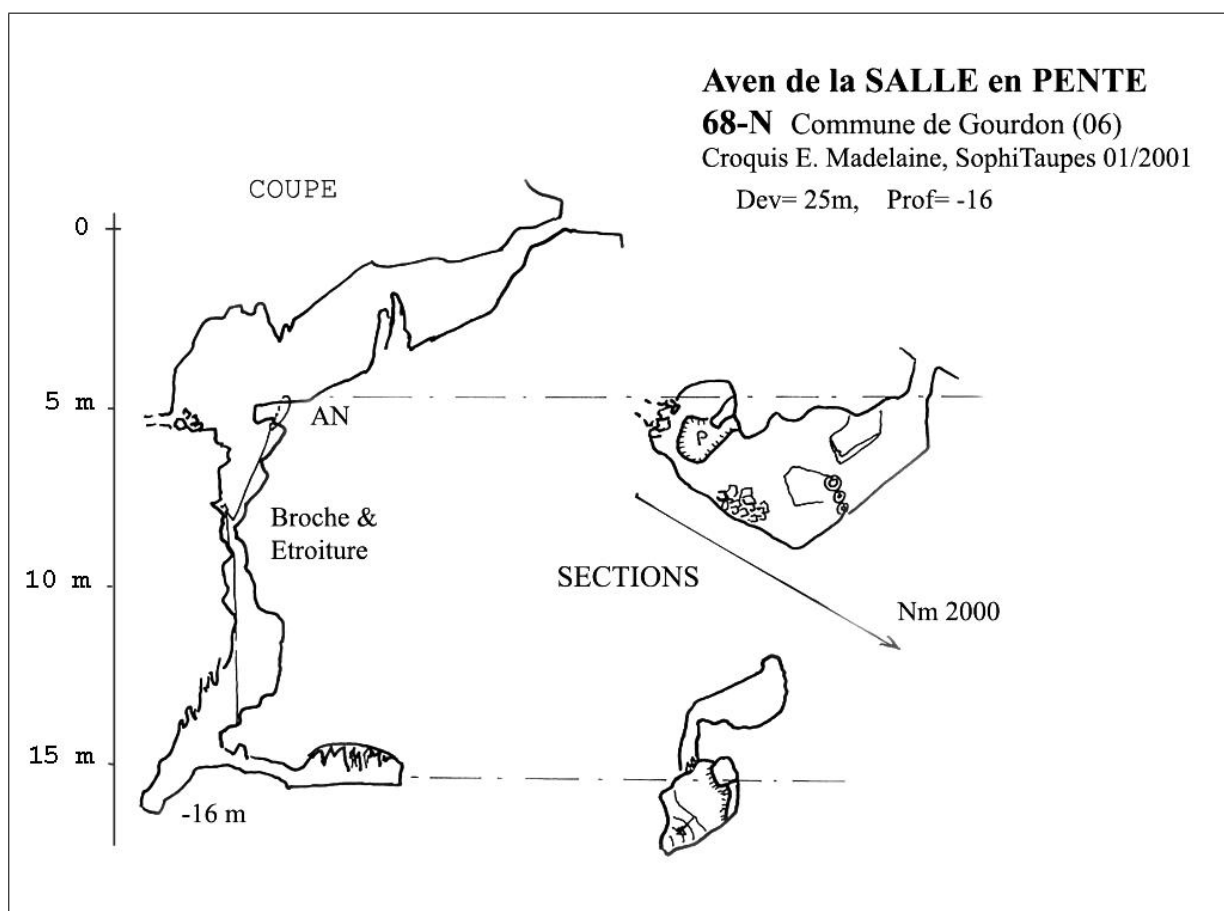 Aven de la SALLE en PENTE
68-N Commune de Gourdon (06)
Croquis E. Madelaine, SophiTaupes 01/2001
Dev= 25m, Prof= -16
COUPE
0
5 m
AN
P
Broche &
Etroiture
10 m
SECTIONS
Nm 2000
15 m
-16 m